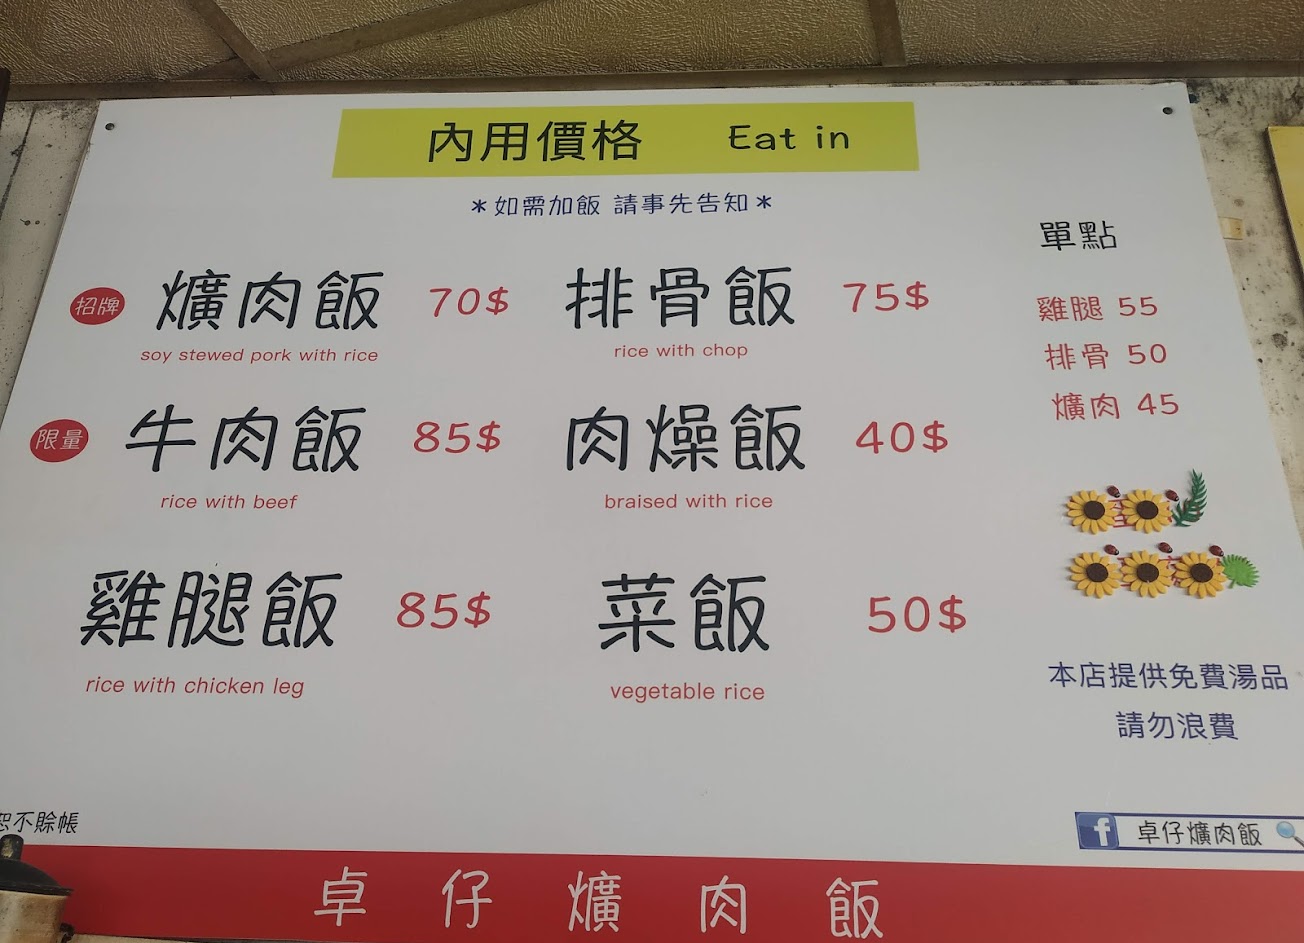 內用價格 Eat in
＊如需加飯 請事先告知＊
招牌 爌肉飯 70$ 排骨飯 75$
soy stewed pork with rice rice with chop
限量 牛肉飯 85$ 肉燥飯 40$
rice with beef braised with rice
雞腿飯 85$ 菜飯 50$
rice with chicken leg vegetable rice
單點
雞腿 55
排骨 50
爌肉 45
本店提供免費湯品
請勿浪費
恕不賒帳
f 卓仔爌肉飯
卓仔爌肉飯